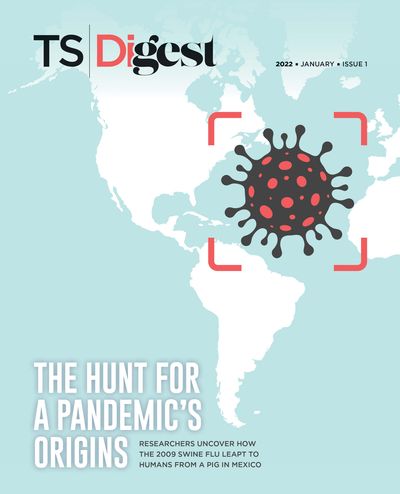 TS Digest
2022 ▪ JANUARY ▪ ISSUE 1
THE HUNT FOR
A PANDEMIC'S
ORIGINS
RESEARCHERS UNCOVER HOW
THE 2009 SWINE FLU LEAPT TO
HUMANS FROM A PIG IN MEXICO